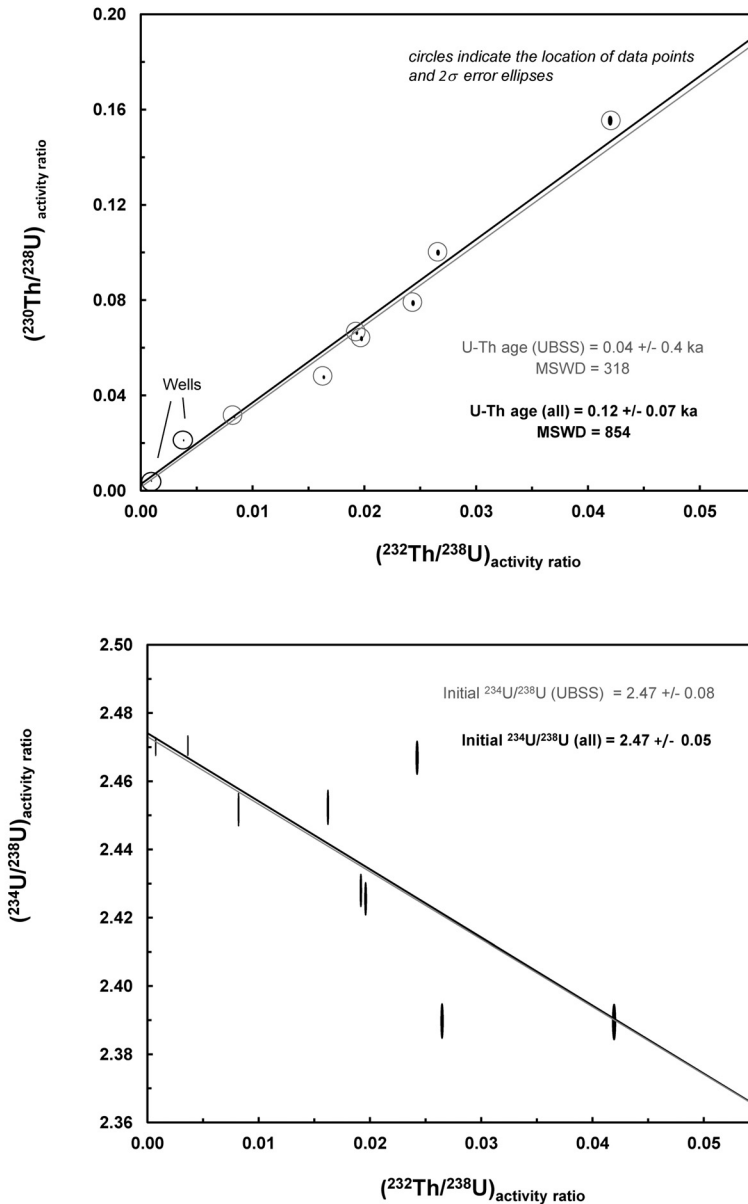 0.20
circles indicate the location of data points
and 2σ error ellipses
0.16
0.12
(²³⁰Th/²³⁸U) activity ratio
0.08
U-Th age (UBSS) = 0.04 +/- 0.4 ka
MSWD = 318
Wells
U-Th age (all) = 0.12 +/- 0.07 ka
MSWD = 854
0.04
0.00
0.00 0.01 0.02 0.03 0.04 0.05
(²³²Th/²³⁸U)activity ratio
2.50
Initial ²³⁴U/²³⁸U (UBSS) = 2.47 +/- 0.08
2.48
Initial ²³⁴U/²³⁸U (all) = 2.47 +/- 0.05
2.46
2.44
(²³⁴U/²³⁸U)activity ratio
2.42
2.40
2.38
2.36
0.00 0.01 0.02 0.03 0.04 0.05
(²³²Th/²³⁸U)activity ratio